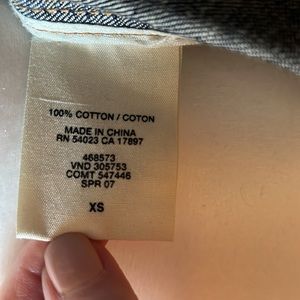 100% COTTON / COTON
MADE IN CHINA
RN 54023 CA 17897
468573
VND 305753
COMT 547446
SPR 07
XS